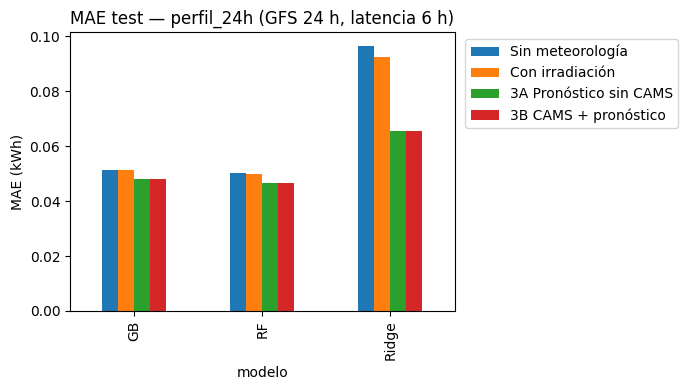 MAE test — perfil_24h (GFS 24 h, latencia 6 h)
MAE (kWh)
0.10
0.08
0.06
0.04
0.02
0.00
GB
RF
Ridge
modelo
Sin meteorología
Con irradiación
3A Pronóstico sin CAMS
3B CAMS + pronóstico